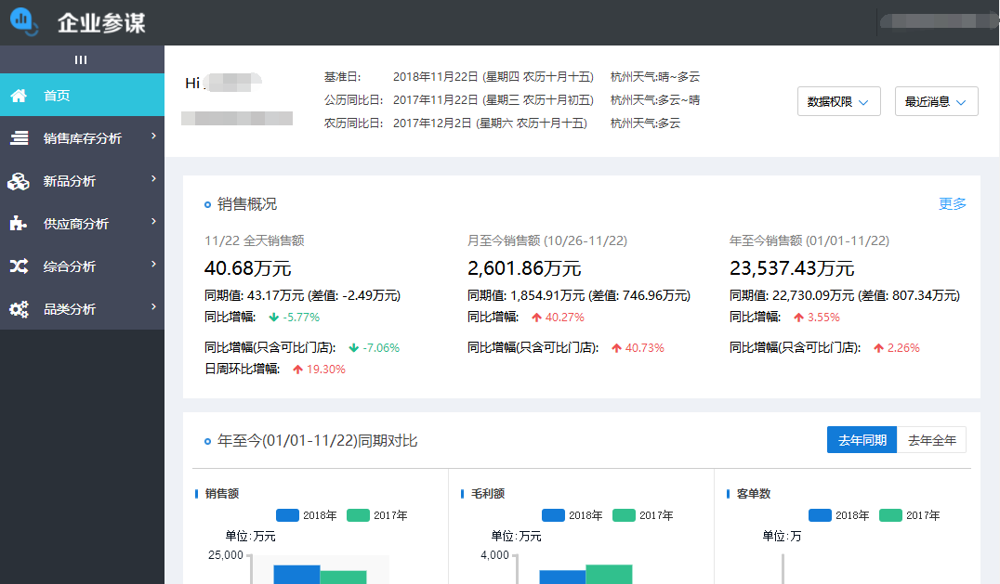 企业参谋
首页
销售库存分析
新品分析
供应商分析
综合分析
品类分析
Hi
基准日: 2018年11月22日 (星期四 农历十月十五) 杭州天气:晴~多云
公历同比日: 2017年11月22日 (星期三 农历十月初五) 杭州天气:多云~晴
农历同比日: 2017年12月2日 (星期六 农历十月十五) 杭州天气:多云
数据权限 最近消息
销售概况 更多
11/22 全天销售额 月至今销售额 (10/26-11/22) 年至今销售额 (01/01-11/22)
40.68万元 2,601.86万元 23,537.43万元
同期值: 43.17万元 (差值: -2.49万元) 同期值: 1,854.91万元 (差值: 746.96万元) 同期值: 22,730.09万元 (差值: 807.34万元)
同比增幅: -5.77% 同比增幅: 40.27% 同比增幅: 3.55%
同比增幅(只含可比门店): -7.06% 同比增幅(只含可比门店): 40.73% 同比增幅(只含可比门店): 2.26%
日周环比增幅: 19.30%
年至今(01/01-11/22)同期对比 去年同期 去年全年
销售额 毛利额 客单数
2018年 2017年 2018年 2017年 2018年 2017年
单位:万元 单位:万元 单位:万
25,000 4,000